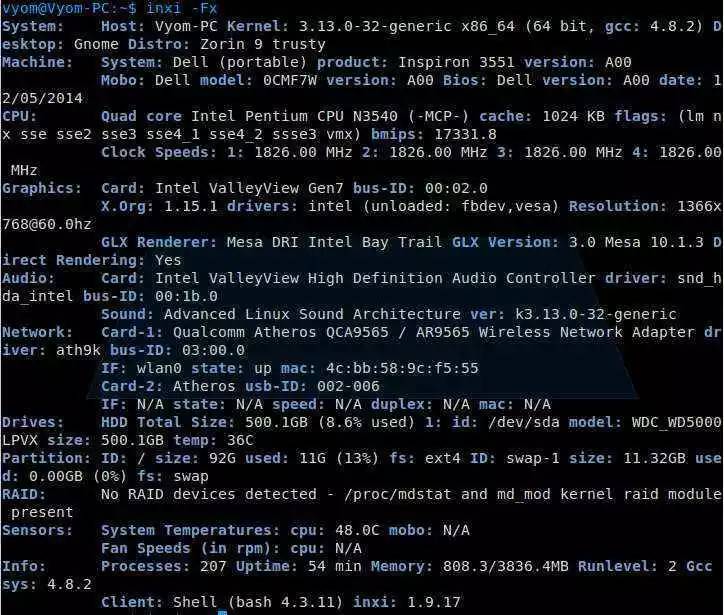 vyom@Vyom-PC:~$ inxi -Fx
System:    Host: Vyom-PC Kernel: 3.13.0-32-generic x86_64 (64 bit, gcc: 4.8.2) D
esktop: Gnome Distro: Zorin 9 trusty
Machine:   System: Dell (portable) product: Inspiron 3551 version: A00
           Mobo: Dell model: 0CMF7W version: A00 Bios: Dell version: A00 date: 1
2/05/2014
CPU:       Quad core Intel Pentium CPU N3540 (-MCP-) cache: 1024 KB flags: (lm n
x sse sse2 sse3 sse4_1 sse4_2 ssse3 vmx) bmips: 17331.8
           Clock Speeds: 1: 1826.00 MHz 2: 1826.00 MHz 3: 1826.00 MHz 4: 1826.00
 MHz
Graphics:  Card: Intel ValleyView Gen7 bus-ID: 00:02.0
           X.Org: 1.15.1 drivers: intel (unloaded: fbdev,vesa) Resolution: 1366x
768@60.0hz
           GLX Renderer: Mesa DRI Intel Bay Trail GLX Version: 3.0 Mesa 10.1.3 D
irect Rendering: Yes
Audio:     Card: Intel ValleyView High Definition Audio Controller driver: snd_h
da_intel bus-ID: 00:1b.0
           Sound: Advanced Linux Sound Architecture ver: k3.13.0-32-generic
Network:   Card-1: Qualcomm Atheros QCA9565 / AR9565 Wireless Network Adapter dr
iver: ath9k bus-ID: 03:00.0
           IF: wlan0 state: up mac: 4c:bb:58:9c:f5:55
           Card-2: Atheros usb-ID: 002-006
           IF: N/A state: N/A speed: N/A duplex: N/A mac: N/A
Drives:    HDD Total Size: 500.1GB (8.6% used) 1: id: /dev/sda model: WDC_WD5000
LPVX size: 500.1GB temp: 36C
Partition: ID: / size: 92G used: 11G (13%) fs: ext4 ID: swap-1 size: 11.32GB use
d: 0.00GB (0%) fs: swap
RAID:      No RAID devices detected - /proc/mdstat and md_mod kernel raid module
 present
Sensors:   System Temperatures: cpu: 48.0C mobo: N/A
           Fan Speeds (in rpm): cpu: N/A
Info:      Processes: 207 Uptime: 54 min Memory: 808.3/3836.4MB Runlevel: 2 Gcc
sys: 4.8.2
           Client: Shell (bash 4.3.11) inxi: 1.9.17